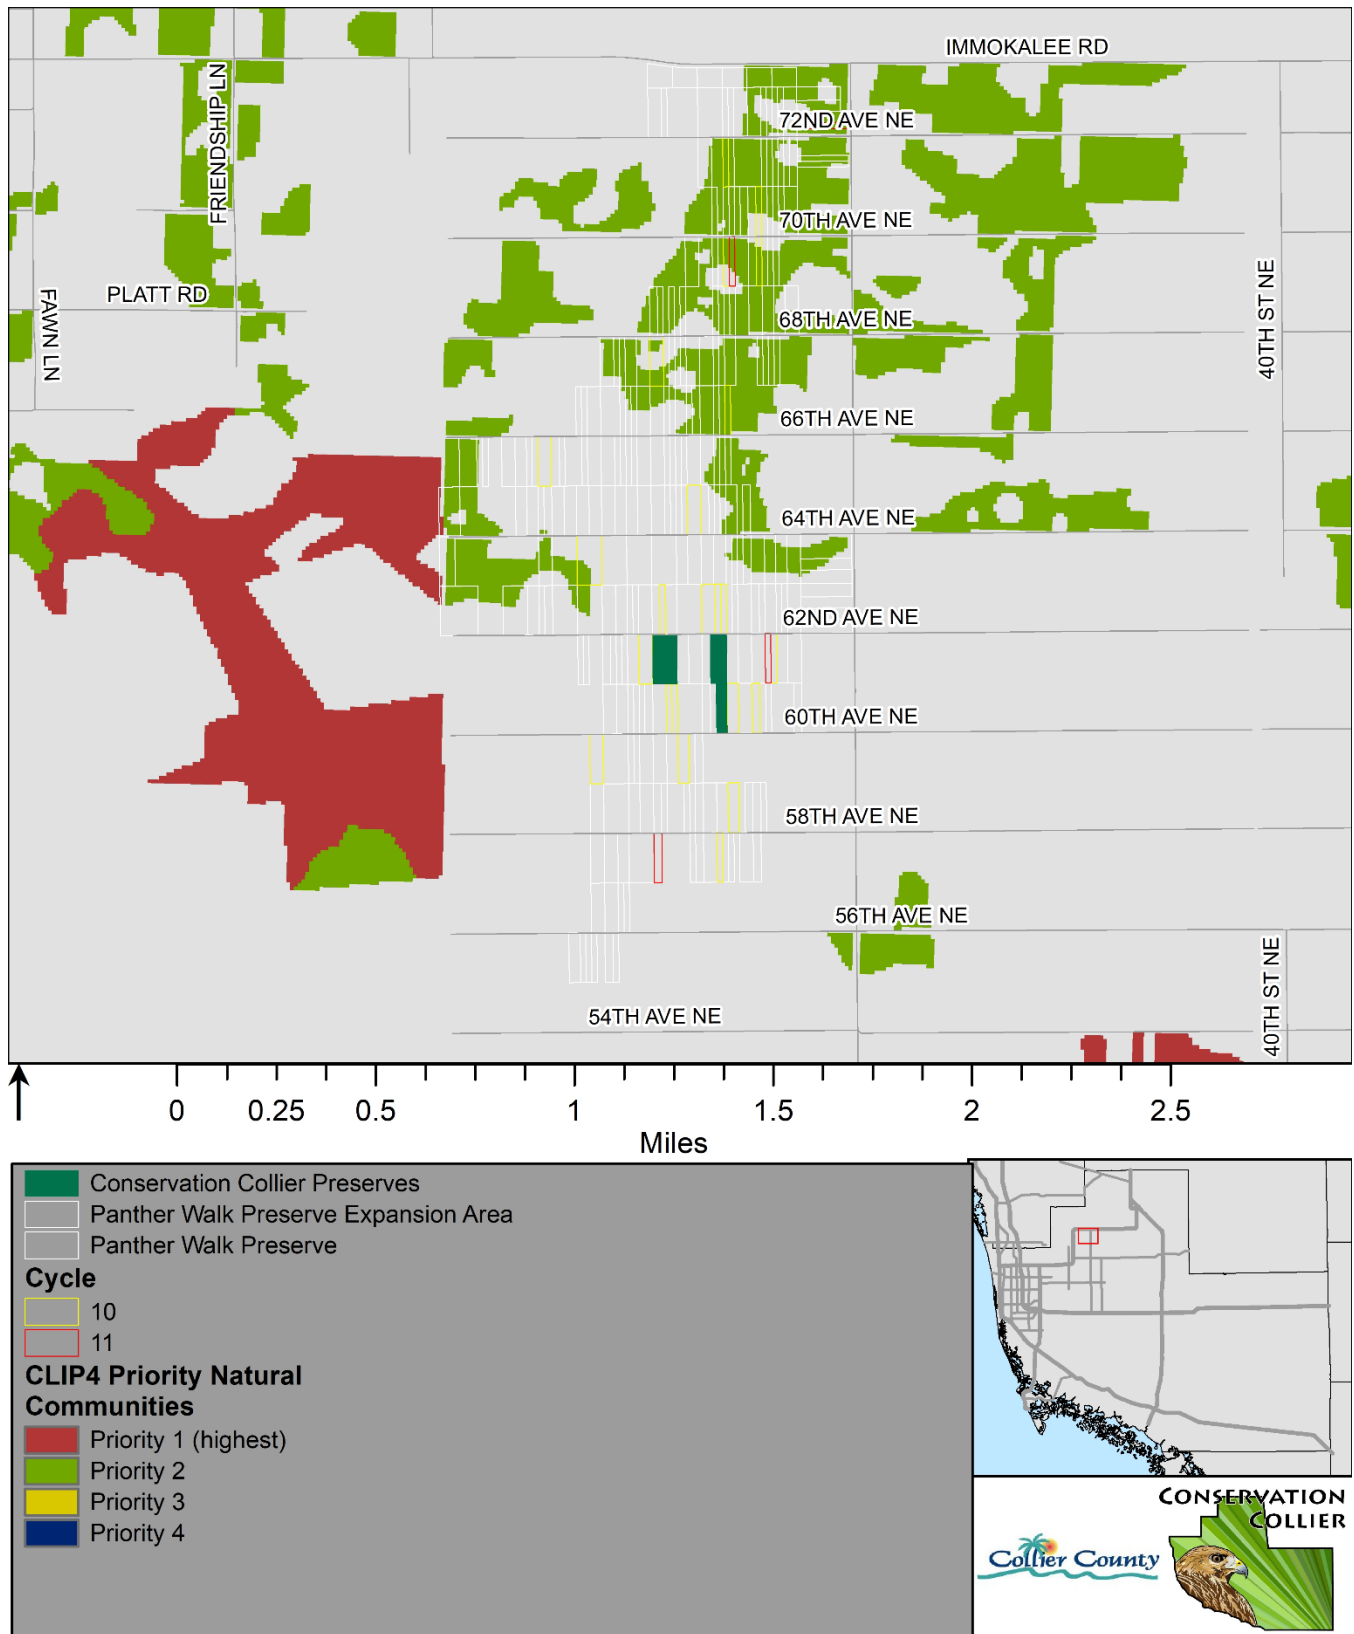 IMMOKALEE RD
FRIENDSHIP LN
72ND AVE NE
70TH AVE NE
FAWN LN
PLATT RD
68TH AVE NE
40TH ST NE
66TH AVE NE
64TH AVE NE
62ND AVE NE
60TH AVE NE
58TH AVE NE
56TH AVE NE
54TH AVE NE
40TH ST NE
0 0.25 0.5 1 1.5 2 2.5
Miles
Conservation Collier Preserves
Panther Walk Preserve Expansion Area
Panther Walk Preserve
Cycle
10
11
CLIP4 Priority Natural
Communities
Priority 1 (highest)
Priority 2
Priority 3
Priority 4
CONSERVATION
COLLIER
Collier County